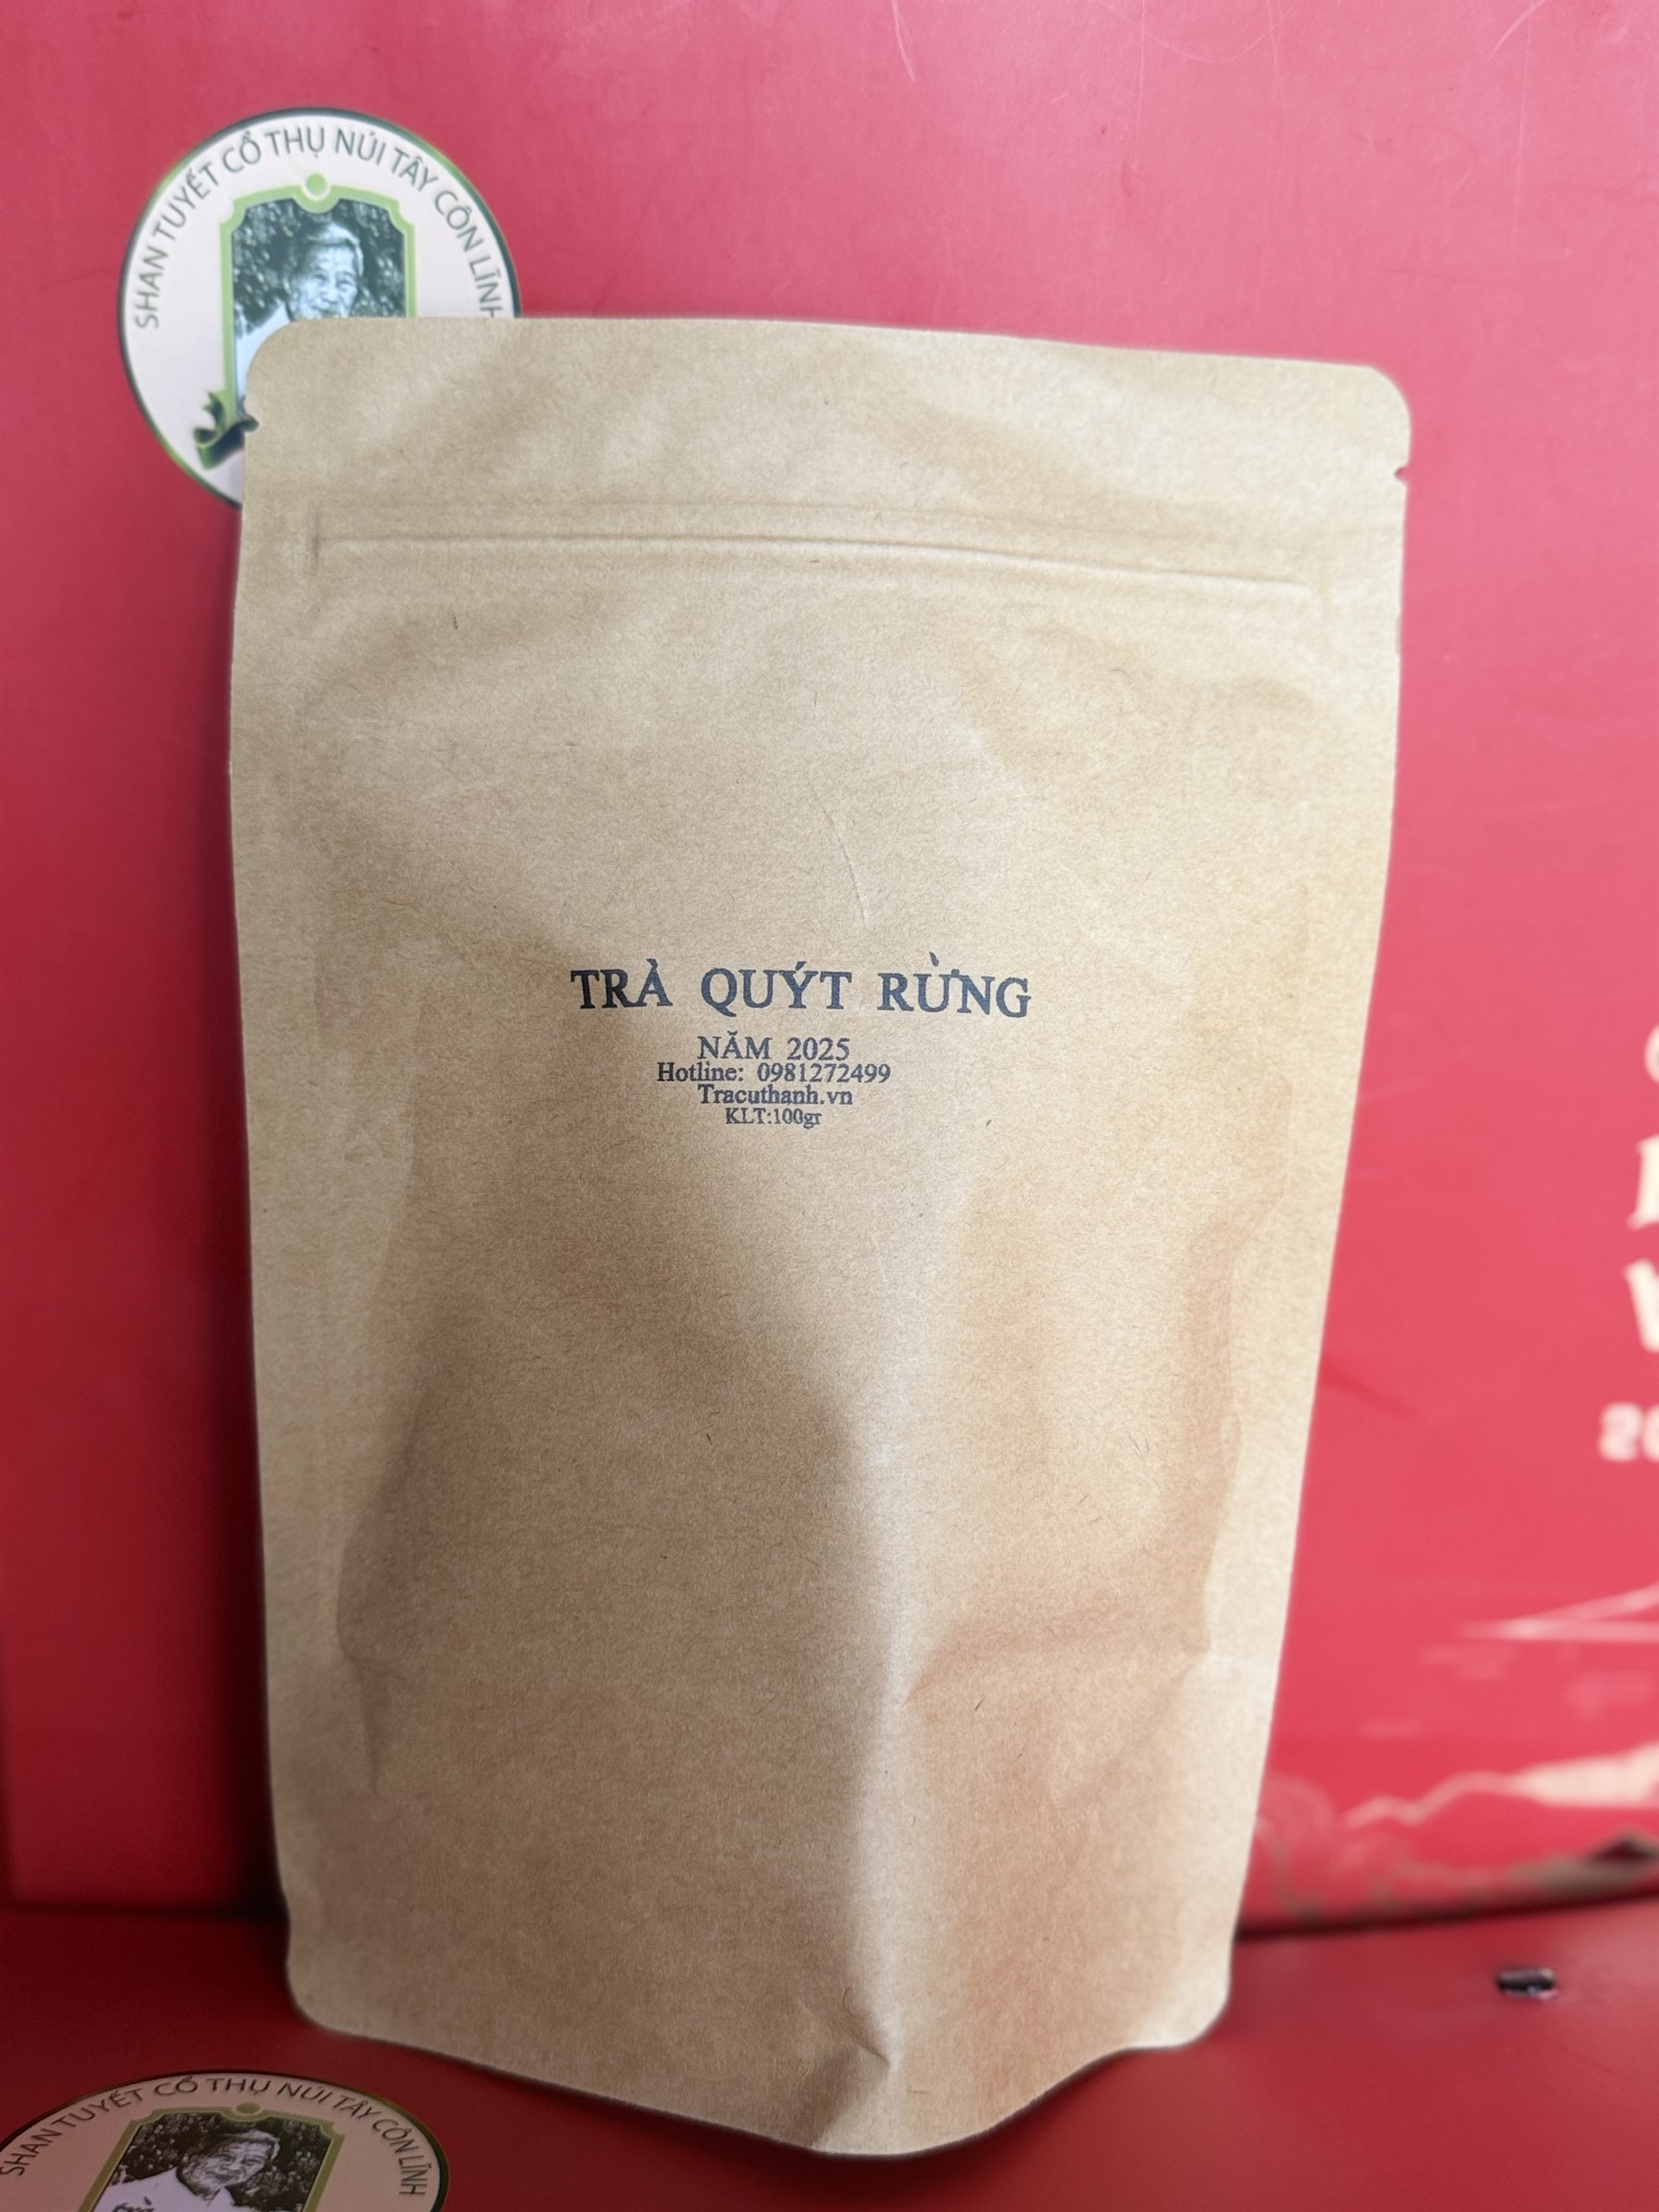 SHAN TUYẾT CỔ THỤ NÚI TÂY CÔN LĨNH
TRÀ QUÝT RỪNG
NĂM 2025
Hotline: 0981272499
Tracuthanh.vn
KLT:100gr
SHAN TUYẾT CỔ THỤ NÚI TÂY CÔN LĨNH